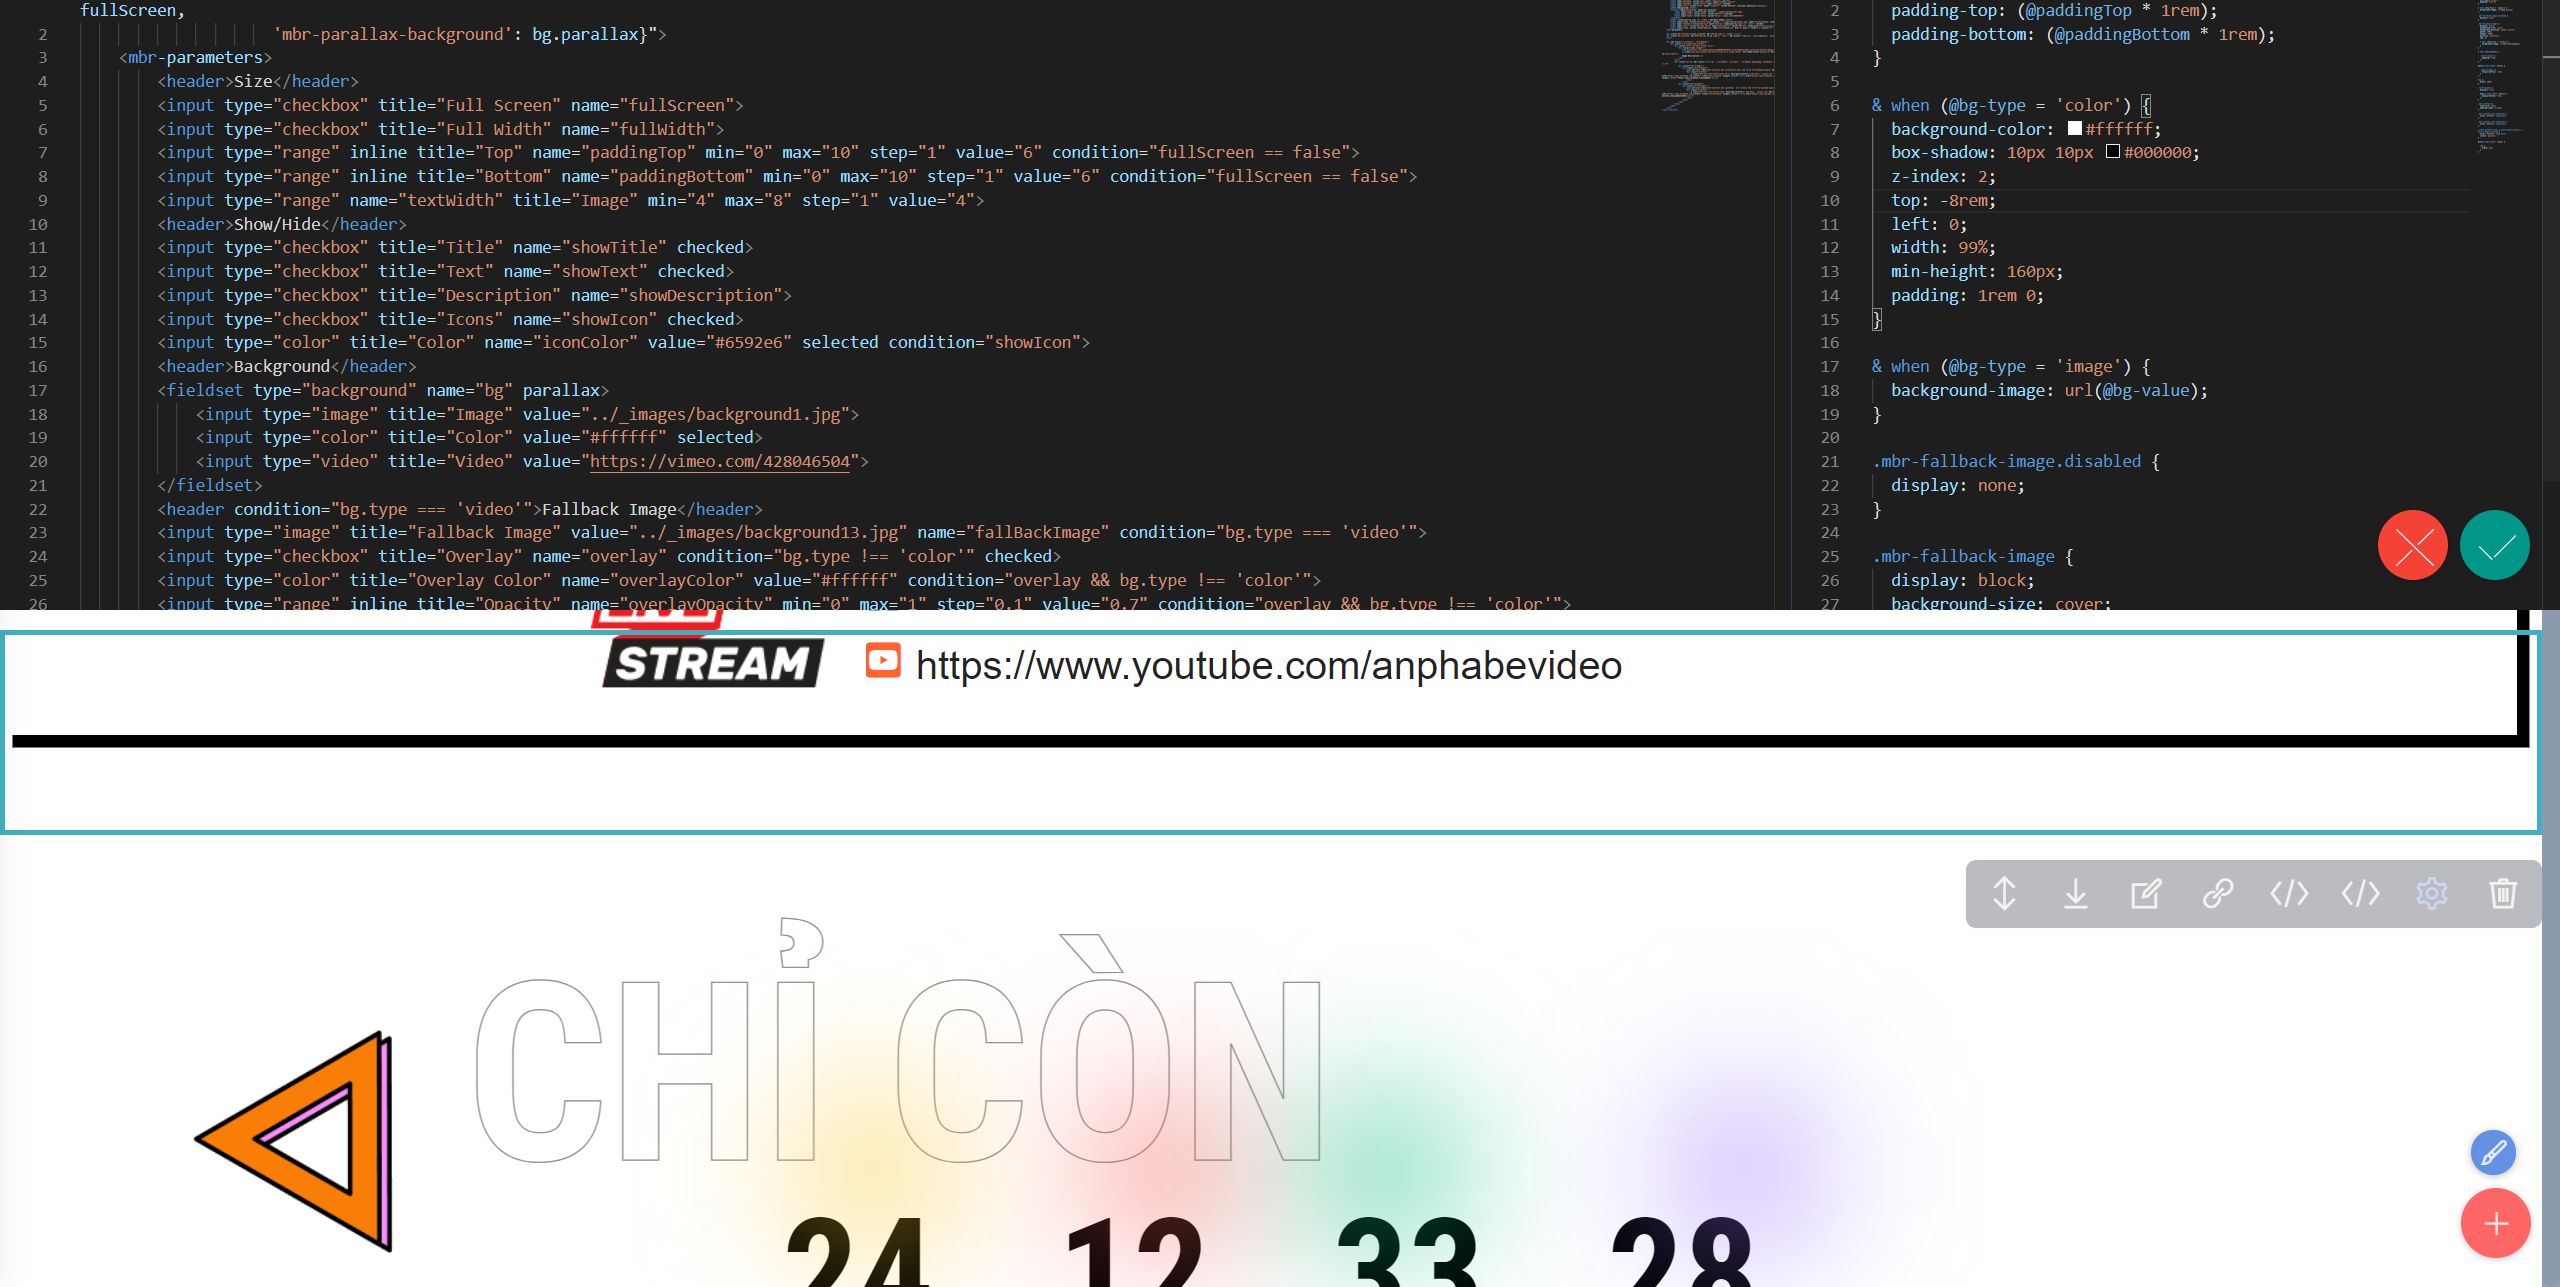 fullScreen,
2 'mbr-parallax-background': bg.parallax}">
3 <mbr-parameters>
4 <header>Size</header>
5 <input type="checkbox" title="Full Screen" name="fullScreen">
6 <input type="checkbox" title="Full Width" name="fullWidth">
7 <input type="range" inline title="Top" name="paddingTop" min="0" max="10" step="1" value="6" condition="fullScreen == false">
8 <input type="range" inline title="Bottom" name="paddingBottom" min="0" max="10" step="1" value="6" condition="fullScreen == false">
9 <input type="range" name="textWidth" title="Image" min="4" max="8" step="1" value="4">
10 <header>Show/Hide</header>
11 <input type="checkbox" title="Title" name="showTitle" checked>
12 <input type="checkbox" title="Text" name="showText" checked>
13 <input type="checkbox" title="Description" name="showDescription">
14 <input type="checkbox" title="Icons" name="showIcon" checked>
15 <input type="color" title="Color" name="iconColor" value="#6592e6" selected condition="showIcon">
16 <header>Background</header>
17 <fieldset type="background" name="bg" parallax>
18 <input type="image" title="Image" value="../_images/background1.jpg">
19 <input type="color" title="Color" value="#ffffff" selected>
20 <input type="video" title="Video" value="https://vimeo.com/428046504">
21 </fieldset>
22 <header condition="bg.type === 'video'">Fallback Image</header>
23 <input type="image" title="Fallback Image" value="../_images/background13.jpg" name="fallBackImage" condition="bg.type === 'video'">
24 <input type="checkbox" title="Overlay" name="overlay" condition="bg.type !== 'color'" checked>
25 <input type="color" title="Overlay Color" name="overlayColor" value="#ffffff" condition="overlay && bg.type !== 'color'">
26 <input type="range" inline title="Opacity" name="overlayOpacity" min="0" max="1" step="0.1" value="0.7" condition="overlay && bg.type !== 'color'">
2 padding-top: (@paddingTop * 1rem);
3 padding-bottom: (@paddingBottom * 1rem);
4 }
5
6 & when (@bg-type = 'color') {
7 background-color: #ffffff;
8 box-shadow: 10px 10px #000000;
9 z-index: 2;
10 top: -8rem;
11 left: 0;
12 width: 99%;
13 min-height: 160px;
14 padding: 1rem 0;
15 }
16
17 & when (@bg-type = 'image') {
18 background-image: url(@bg-value);
19 }
20
21 .mbr-fallback-image.disabled {
22 display: none;
23 }
24
25 .mbr-fallback-image {
26 display: block;
27 background-size: cover;
LIVE
STREAM
https://www.youtube.com/anphabevideo
CHỈ CÒN
24 12 33 28